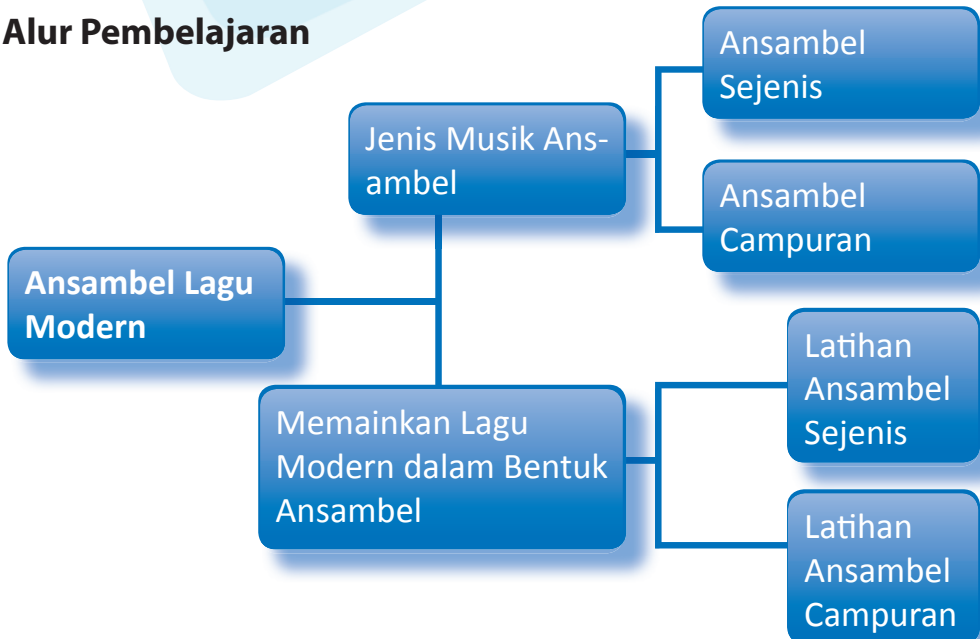 Alur Pembelajaran
Ansambel Lagu
Modern
Jenis Musik Ans-
ambel
Ansambel
Sejenis
Ansambel
Campuran
Memainkan Lagu
Modern dalam Bentuk
Ansambel
Latihan
Ansambel
Sejenis
Latihan
Ansambel
Campuran